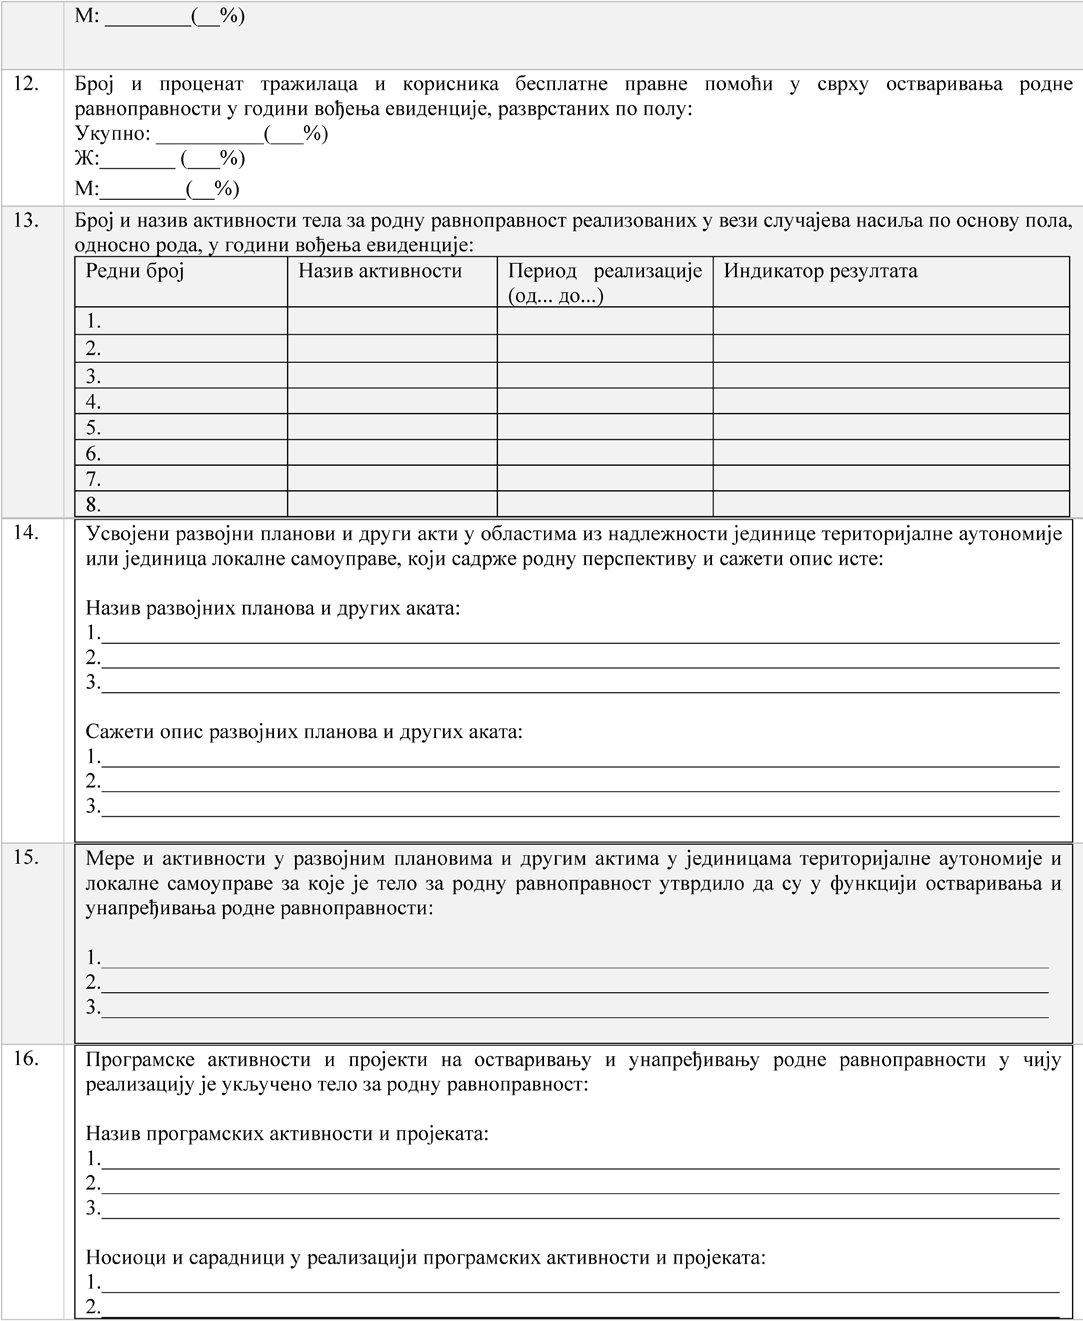 М: ________(__%)
12.
Број и проценат тражилаца и корисника бесплатне правне помоћи у сврху остваривања родне
равноправности у години вођења евиденције, разврстаних по полу:
Укупно: __________(___%)
Ж:_______ (___%)
М:________(__%)
13.
Број и назив активности тела за родну равноправност реализованих у вези случајева насиља по основу пола,
односно рода, у години вођења евиденције:
Редни број Назив активности Период реализације Индикатор резултата
(од... до...)
1.
2.
3.
4.
5.
6.
7.
8.
14.
Усвојени развојни планови и други акти у областима из надлежности јединице територијалне аутономије
или јединица локалне самоуправе, који садрже родну перспективу и сажети опис исте:
Назив развојних планова и других аката:
1.
2.
3.
Сажети опис развојних планова и других аката:
1.
2.
3.
15.
Мере и активности у развојним плановима и другим актима у јединицама територијалне аутономије и
локалне самоуправе за које је тело за родну равноправност утврдило да су у функцији остваривања и
унапређивања родне равноправности:
1.
2.
3.
16.
Програмске активности и пројекти на остваривању и унапређивању родне равноправности у чију
реализацију је укључено тело за родну равноправност:
Назив програмских активности и пројеката:
1.
2.
3.
Носиоци и сарадници у реализацији програмских активности и пројеката:
1.
2.